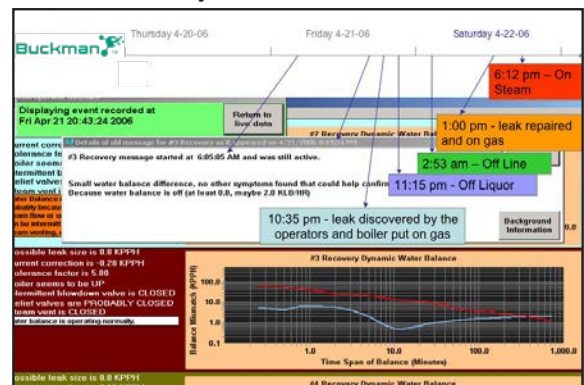 Thursday 4-20-06
Friday 4-21-06
Saturday 4-22-06
Buckman
6:12 pm – On
Steam
Displaying event recorded at
Fri Apr 21 20:43:24 2006
Return to
live data
1:00 pm - leak repaired
and on gas
#3 Recovery message started at 6:05:05 AM and was still active.
2:53 am – Off Line
Small water balance difference, no other symptoms found that could help confirm
Because water balance is off (at least 0.8, maybe 2.0 KLB/HR)
11:15 pm - Off Liquor
10:35 pm - leak discovered by the
operators and boiler put on gas
Background
Information
ossible leak size is 0.0 KPPH
urrent correction is -0.28 KPPH
olerance factor is 5.00
oiler seems to be UP
termittent blowdown valve is CLOSED
elief valves are PROBABLY CLOSED
team vent is CLOSED
ater balance is operating normally.
#3 Recovery Dynamic Water Balance
Balance Mismatch (KPPH)
100.0
10.0
1.0
0.1
1.0
10.0
100.0
1,000.0
Time Span of Balance (Minutes)
ossible leak size is 0.0 KPPH
#4 Recovery Dynamic Water Balance